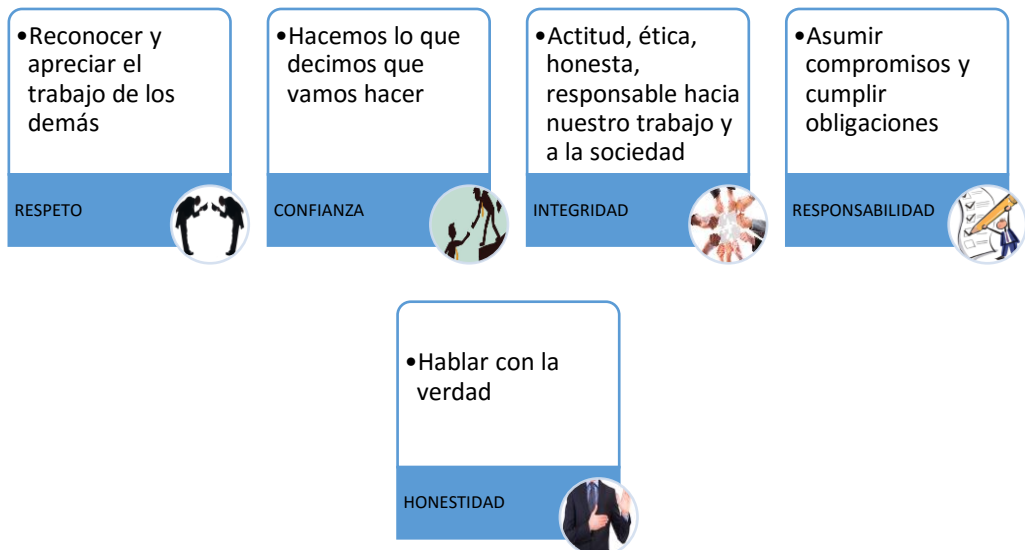 •Reconocer y
apreciar el
trabajo de los
demás
RESPETO
•Hacemos lo que
decimos que
vamos hacer
CONFIANZA
•Actitud, ética,
honesta,
responsable hacia
nuestro trabajo y
a la sociedad
INTEGRIDAD
•Asumir
compromisos y
cumplir
obligaciones
RESPONSABILIDAD
•Hablar con la
verdad
HONESTIDAD